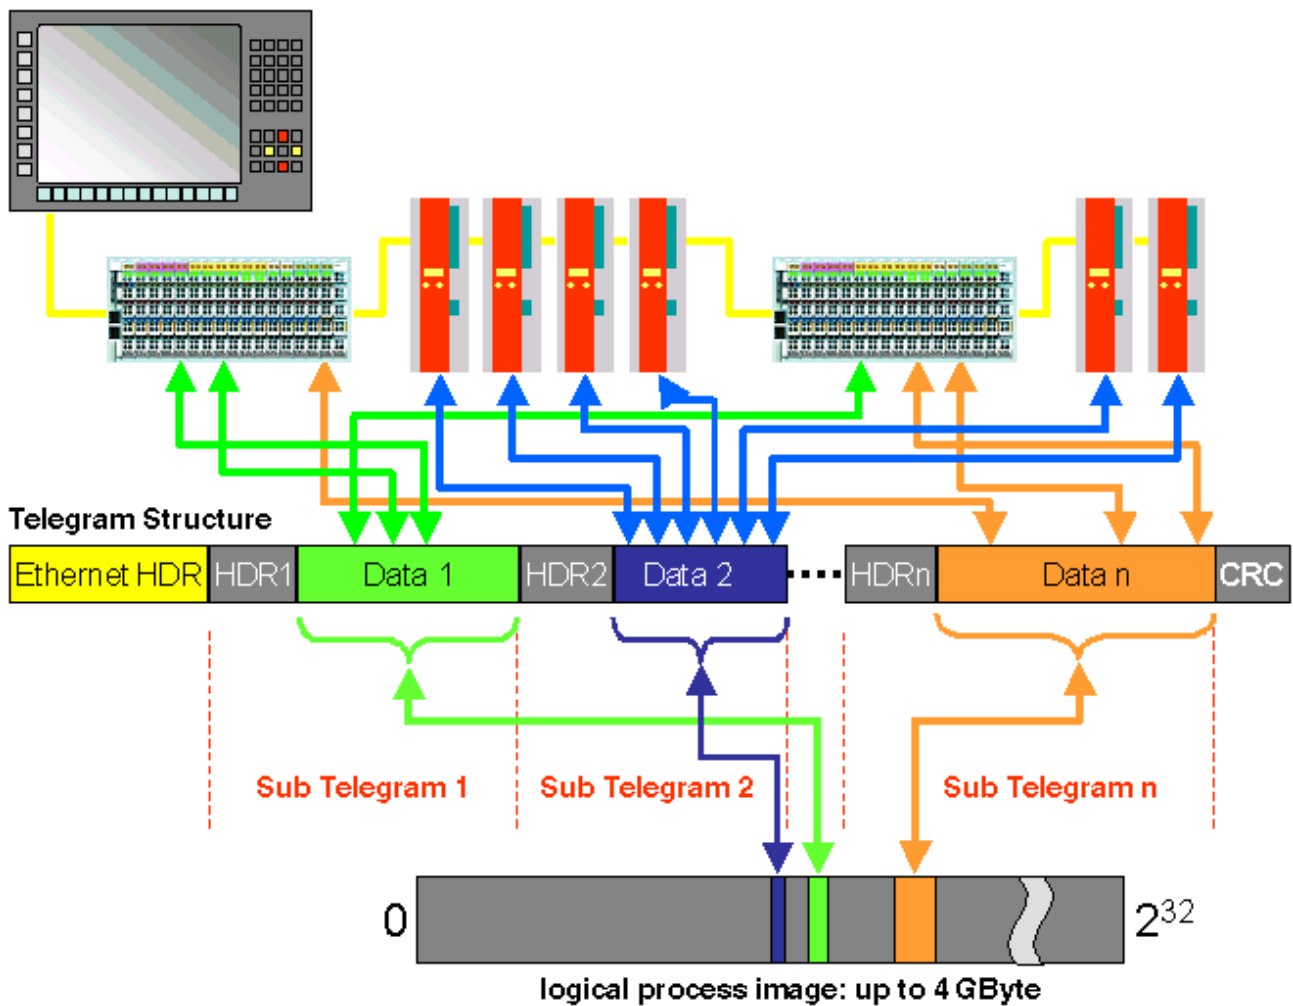 Telegram Structure
Ethernet HDR HDR1 Data 1 HDR2 Data 2 HDRn Data n CRC
Sub Telegram 1 Sub Telegram 2 Sub Telegram n
0 2³²
logical process image: up to 4 GByte